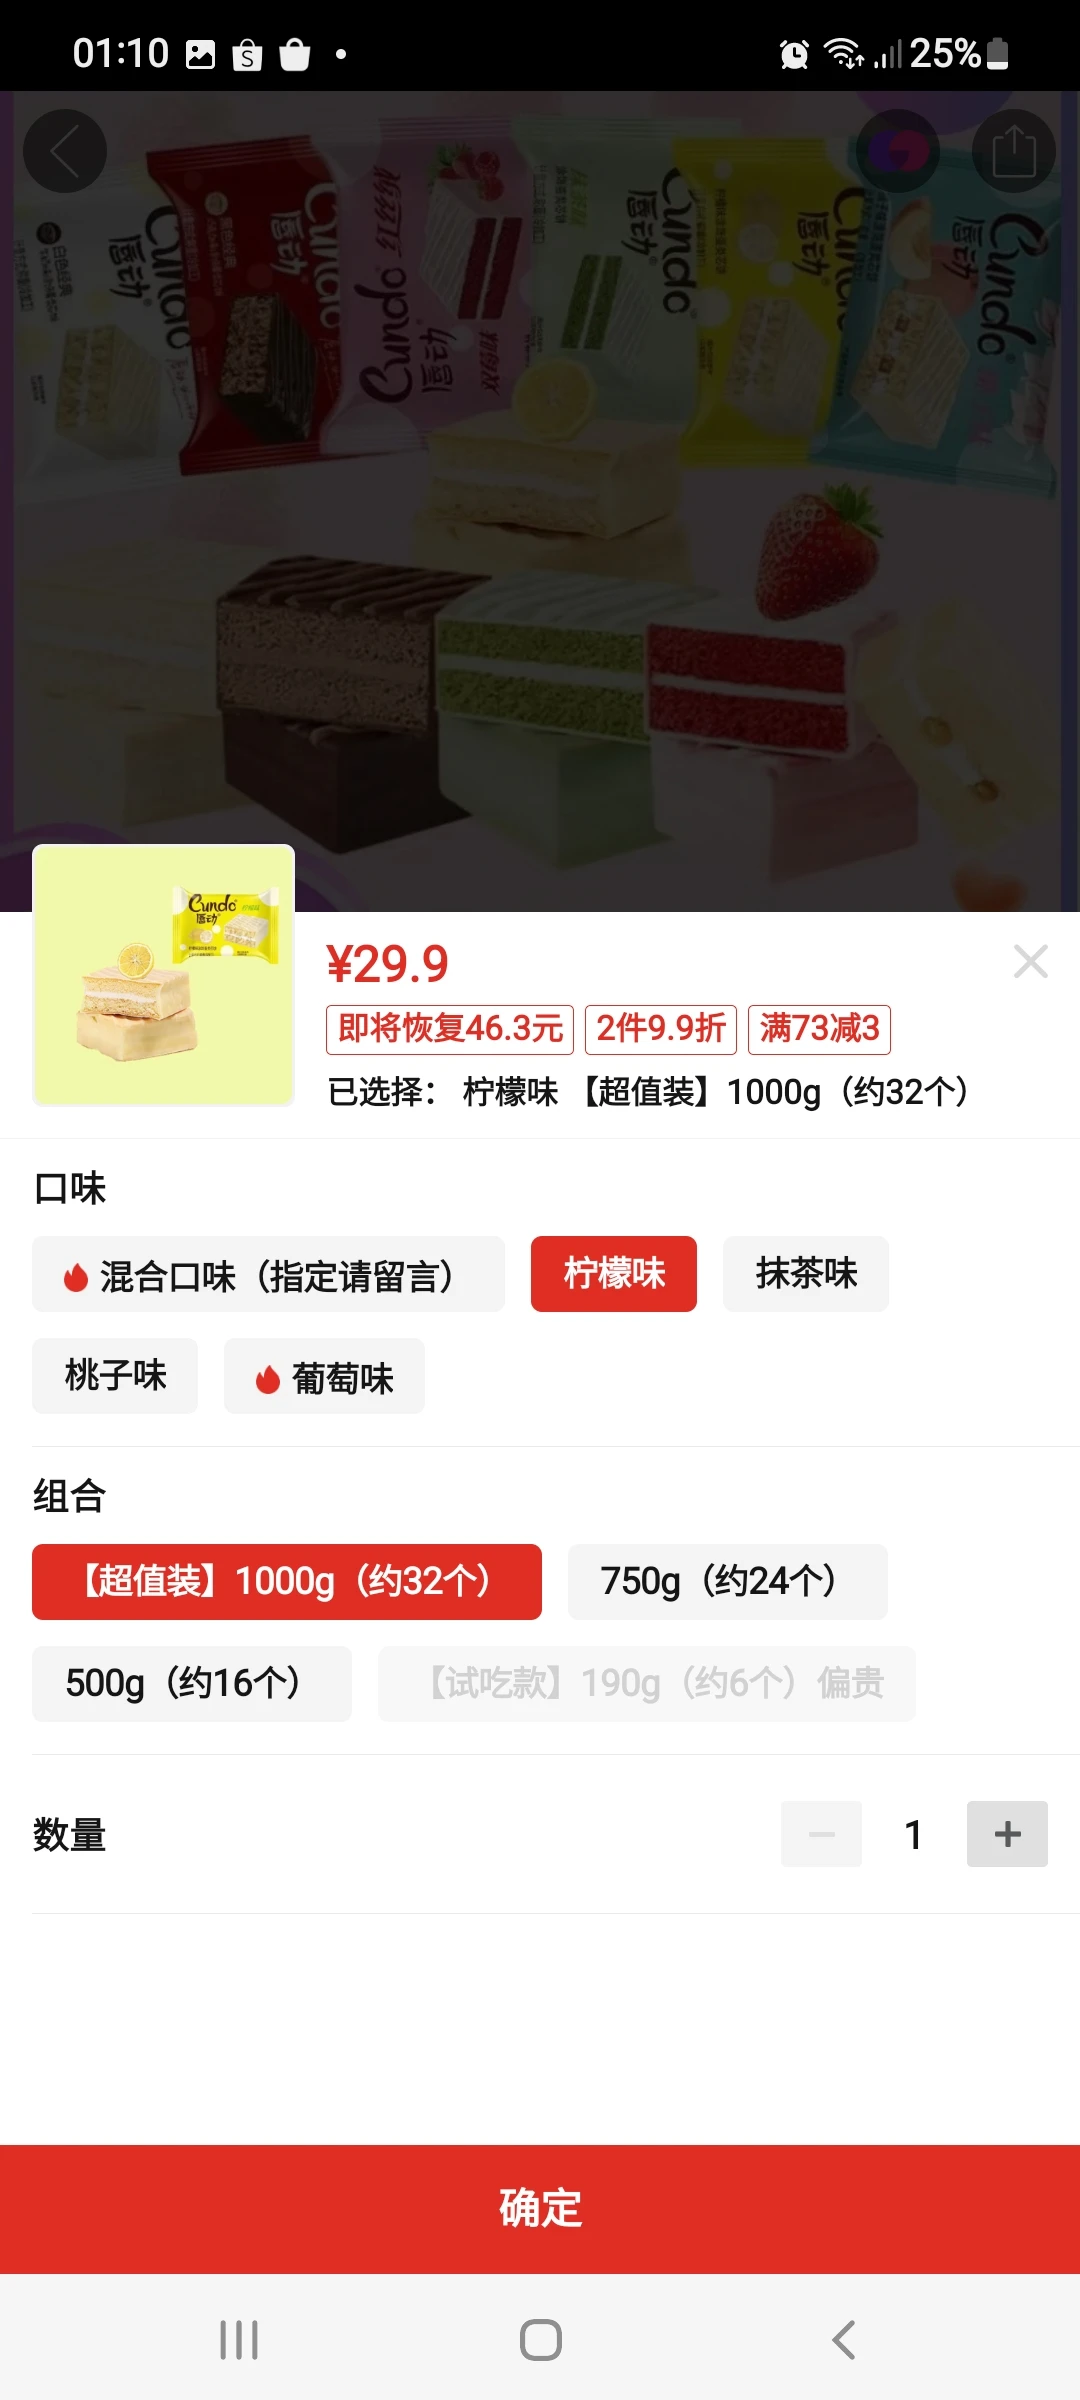 01:10
25%
Cundo 唇动
Cundo 唇动
Cundo 唇动
Cundo 唇动
Cundo 唇动
Cundo 唇动
Cundo
唇动
¥29.9
即将恢复46.3元 2件9.9折 满73减3
已选择： 柠檬味 【超值装】1000g（约32个）
口味
混合口味（指定请留言） 柠檬味 抹茶味
桃子味 葡萄味
组合
【超值装】1000g（约32个） 750g（约24个）
500g（约16个） 【试吃款】190g（约6个）偏贵
数量
1
确定